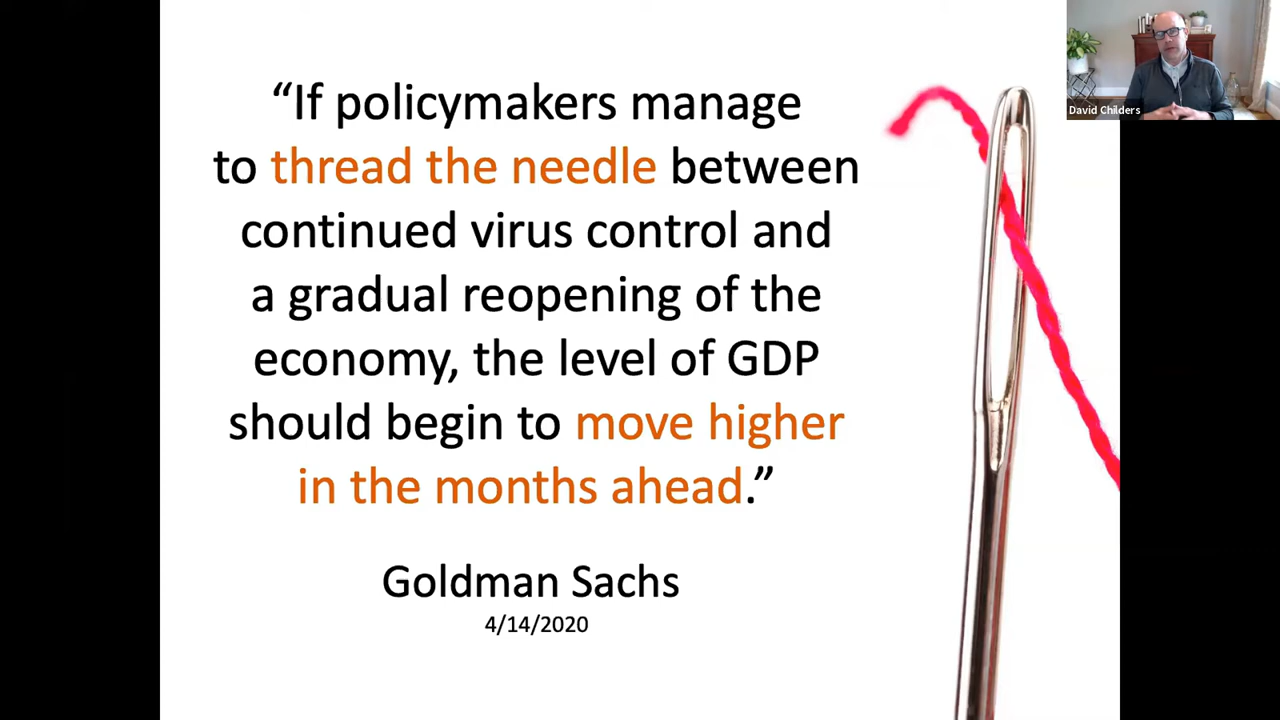 “If policymakers manage
to thread the needle between
continued virus control and
a gradual reopening of the
economy, the level of GDP
should begin to move higher
in the months ahead.”
Goldman Sachs
4/14/2020
David Childers